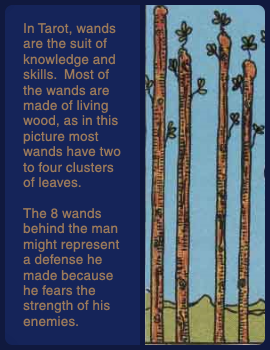 In Tarot, wands
are the suit of
knowledge and
skills.  Most of
the wands are
made of living
wood, as in this
picture most
wands have two
to four clusters
of leaves.

The 8 wands
behind the man
might represent
a defense he
made because
he fears the
strength of his
enemies.